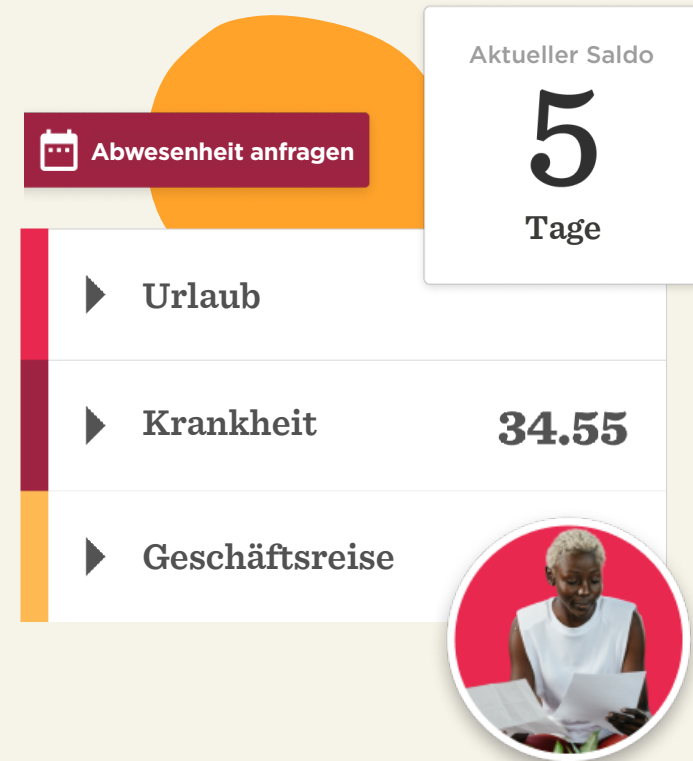 Aktueller Saldo
5
Tage
Abwesenheit anfragen
Urlaub
Krankheit
34.55
Geschäftsreise